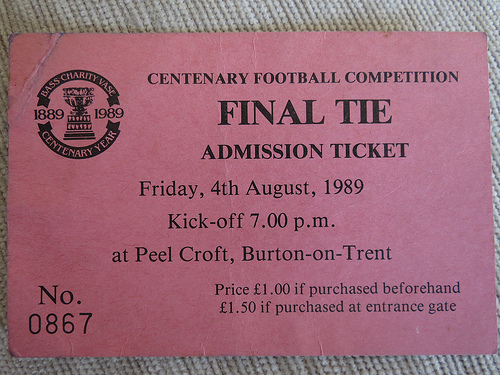 BASS CHARITY VASE
1889 1989
CENTENARY YEAR
CENTENARY FOOTBALL COMPETITION
FINAL TIE
ADMISSION TICKET
Friday, 4th August, 1989
Kick-off 7.00 p.m.
at Peel Croft, Burton-on-Trent
No.
0867
Price £1.00 if purchased beforehand
£1.50 if purchased at entrance gate